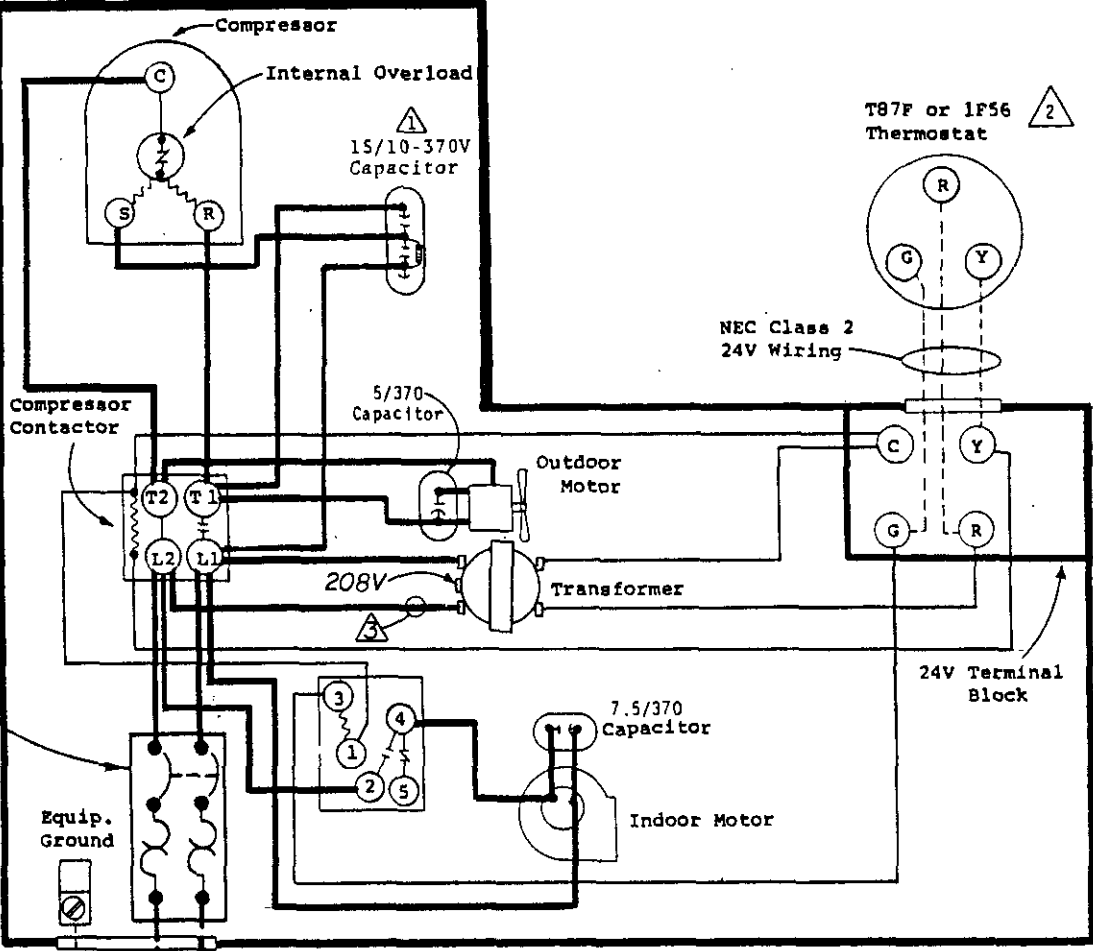 Compressor
C
Internal Overload
T87F or 1F56
Thermostat
2
1
15/10-370V
Capacitor
R
S
R
G
Y
NEC Class 2
24V Wiring
5/370
Capacitor
Compressor
Contactor
C
Y
Outdoor
Motor
T2
T1
G
R
L2
L1
208V
Transformer
3
24V Terminal
Block
3
4
7.5/370
Capacitor
1
2
5
Equip.
Ground
Indoor Motor